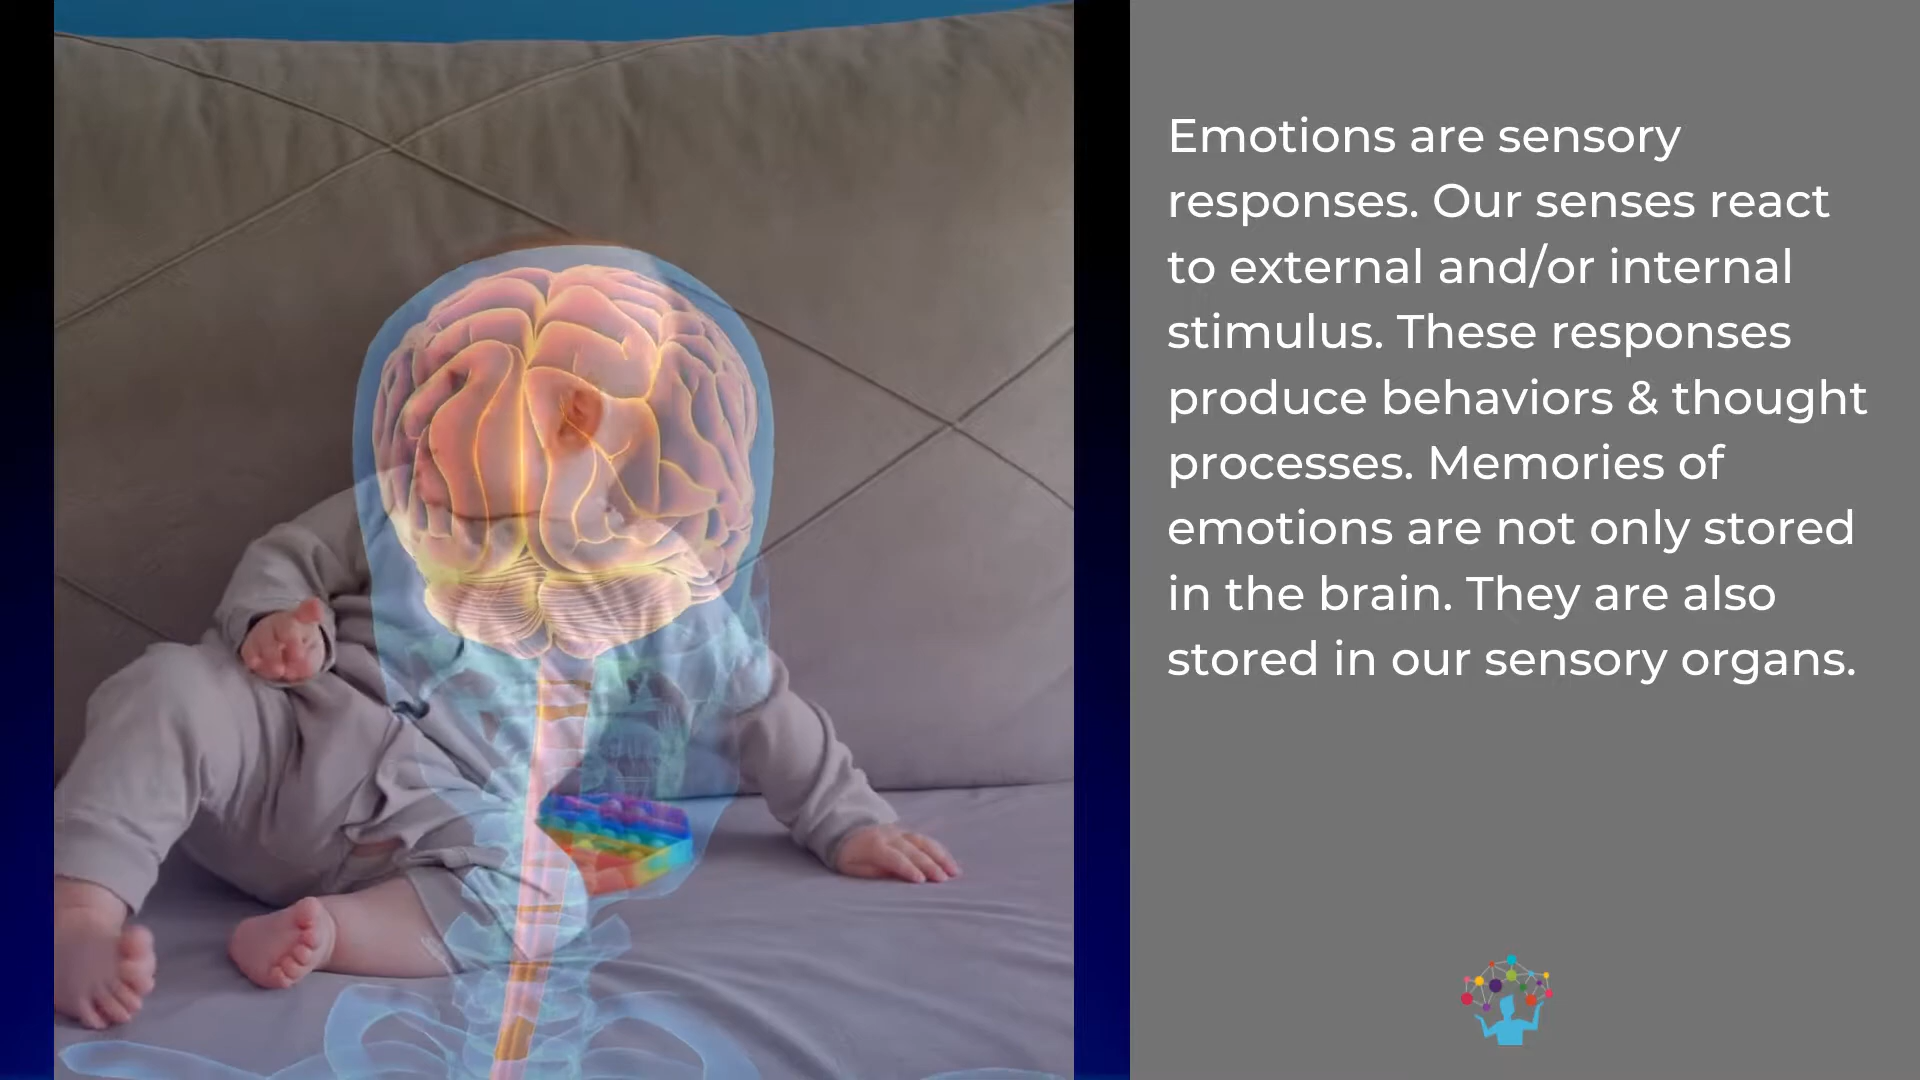 Emotions are sensory
responses. Our senses react
to external and/or internal
stimulus. These responses
produce behaviors & thought
processes. Memories of
emotions are not only stored
in the brain. They are also
stored in our sensory organs.